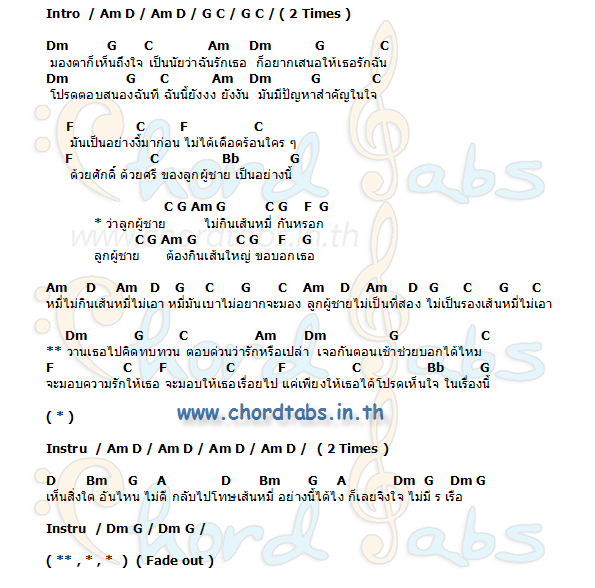 Intro / Am D / Am D / G C / G C / ( 2 Times )
Dm G C Am Dm G C
มองตาก็เห็นถึงใจ เป็นนัยว่าฉันรักเธอ ก็อยากเสนอให้เธอรักฉัน
Dm G C Am Dm G C
โปรดตอบสนองฉันที ฉันนี้ยังงง ยังงัน มันมีปัญหาสำคัญในใจ
F C F C
มันเป็นอย่างงี้มาก่อน ไม่ได้เดือดร้อนใคร ๆ
F C Bb G
ด้วยศักดิ์ ด้วยศรี ของลูกผู้ชาย เป็นอย่างนี้
C G Am G C G F G
* ว่าลูกผู้ชาย ไม่กินเส้นหมี่ กันหรอก
www.chordtabs.in.th
C G Am G C G F G
ลูกผู้ชาย ต้องกินเส้นใหญ่ ขอบอกเธอ
Am D Am D G C G C Am D Am D G C G C
หมี่ไม่กินเส้นหมี่ไม่เอา หมี่มันเบาไม่อยากจะมอง ลูกผู้ชายไม่เป็นที่สอง ไม่เป็นรองเส้นหมี่ไม่เอา
Dm G C Am Dm G C
** วานเธอไปคิดทบทวน ตอบด่วนว่ารักหรือเปล่า เจอกันตอนเช้าช่วยบอกได้ไหม
F C F C F C Bb G
จะมอบความรักให้เธอ จะมอบให้เธอเรื่อยไป แค่เพียงให้เธอได้โปรดเห็นใจ ในเรื่องนี้
( * )
www.chordtabs.in.th
Instru / Am D / Am D / Am D / Am D / ( 2 Times )
D Bm G A D Bm G A Dm G Dm G
เห็นสิ่งใด อันไหน ไม่ดี กลับไปโทษเส้นหมี่ อย่างนี้ได้ไง ก็เลยจิงใจ ไม่มี ร เรือ
Instru / Dm G / Dm G /
( ** , * , * ) ( Fade out )
Chord Tabs
Chord Tabs